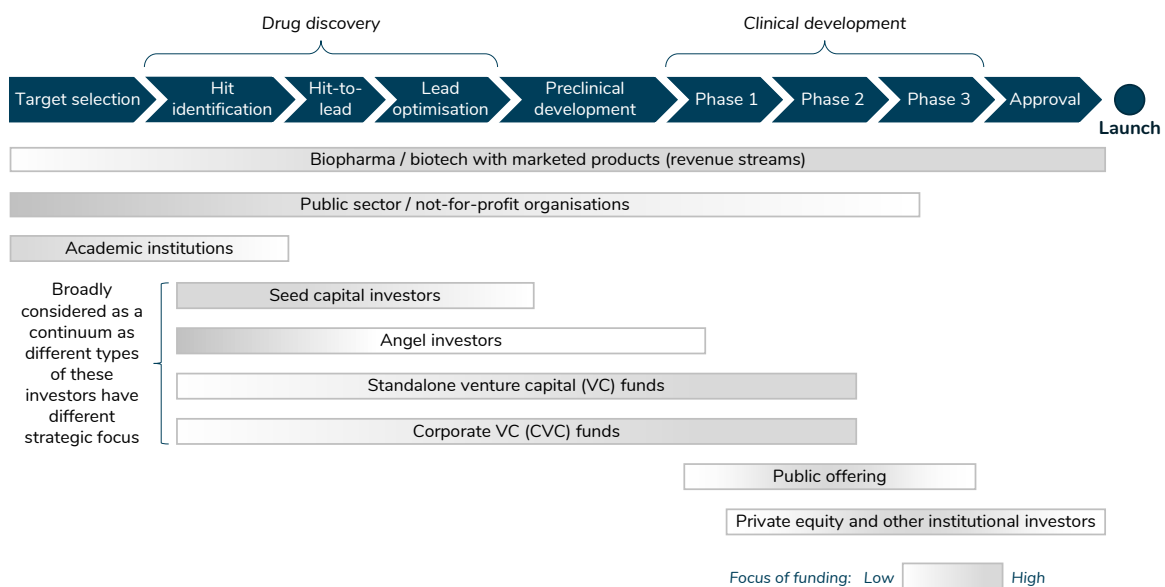 Drug discovery
Clinical development
Target selection
Hit
identification
Hit-to-
lead
Lead
optimisation
Preclinical
development
Phase 1
Phase 2
Phase 3
Approval
Launch
Biopharma / biotech with marketed products (revenue streams)
Public sector / not-for-profit organisations
Academic institutions
Broadly
considered as a
continuum as
different types
of these
investors have
different
strategic focus
Seed capital investors
Angel investors
Standalone venture capital (VC) funds
Corporate VC (CVC) funds
Public offering
Private equity and other institutional investors
Focus of funding: Low
High